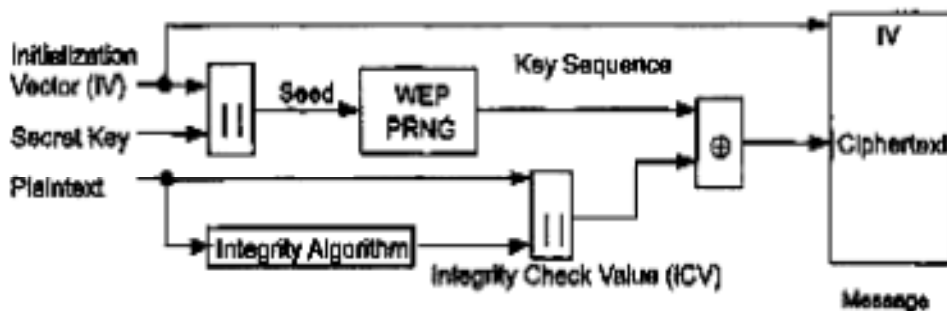 IV
Initialization
Vector (IV)
Key Sequence
Seed
WEP
PRNG
||
Secret Key
⊕
Ciphertext
Plaintext
||
Integrity Algorithm
Integrity Check Value (ICV)
Message